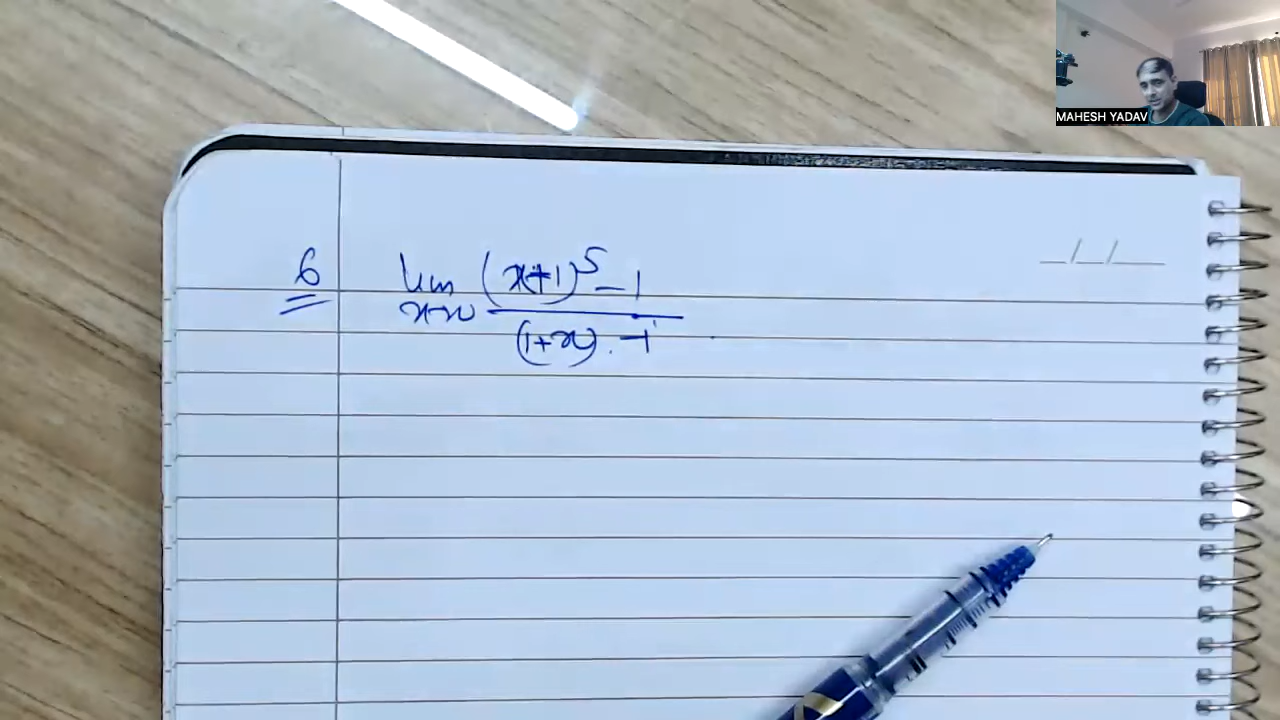 MAHESH YADAV
6 lim (x+1)^5 - 1
x→0 (1+x) - 1
_/_/_